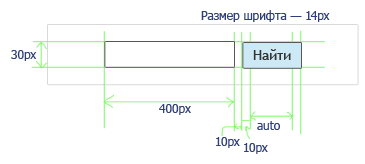 Размер шрифта — 14px
30px
Найти
400px
auto
10px
10px